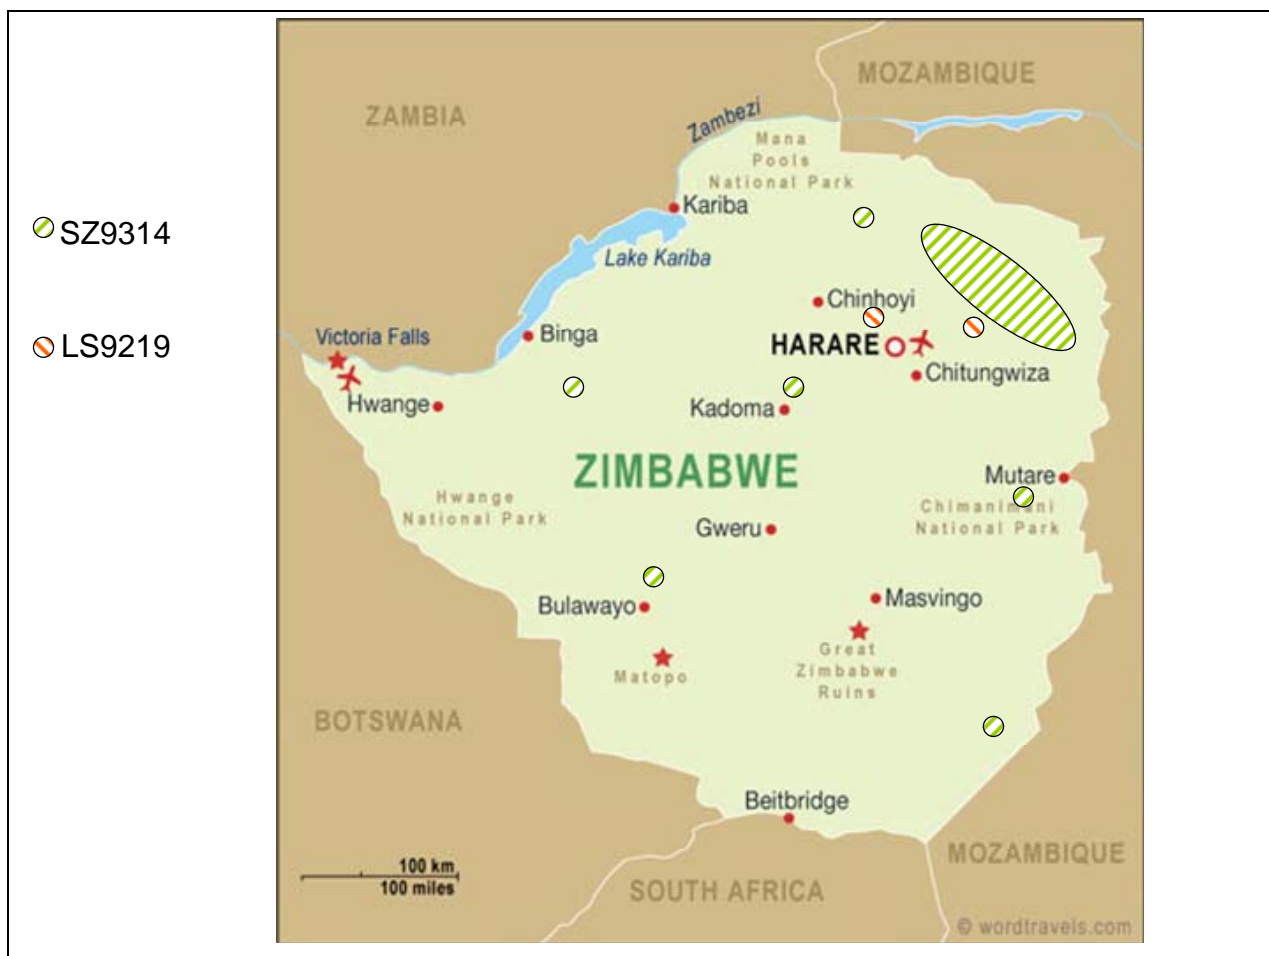 SZ9314
LS9219
MOZAMBIQUE
ZAMBIA
Zambezi
Mana
Pools
National Park
Kariba
Lake Kariba
Chinhoyi
Victoria Falls
Binga
HARARE
Chitungwiza
Hwange
Kadoma
ZIMBABWE
Mutare
Hwange
National Park
Chimanimani
National Park
Gweru
Bulawayo
Masvingo
Great
Zimbabwe
Ruins
Matopo
BOTSWANA
Beitbridge
MOZAMBIQUE
100 km
100 miles
SOUTH AFRICA
© wordtravels.com